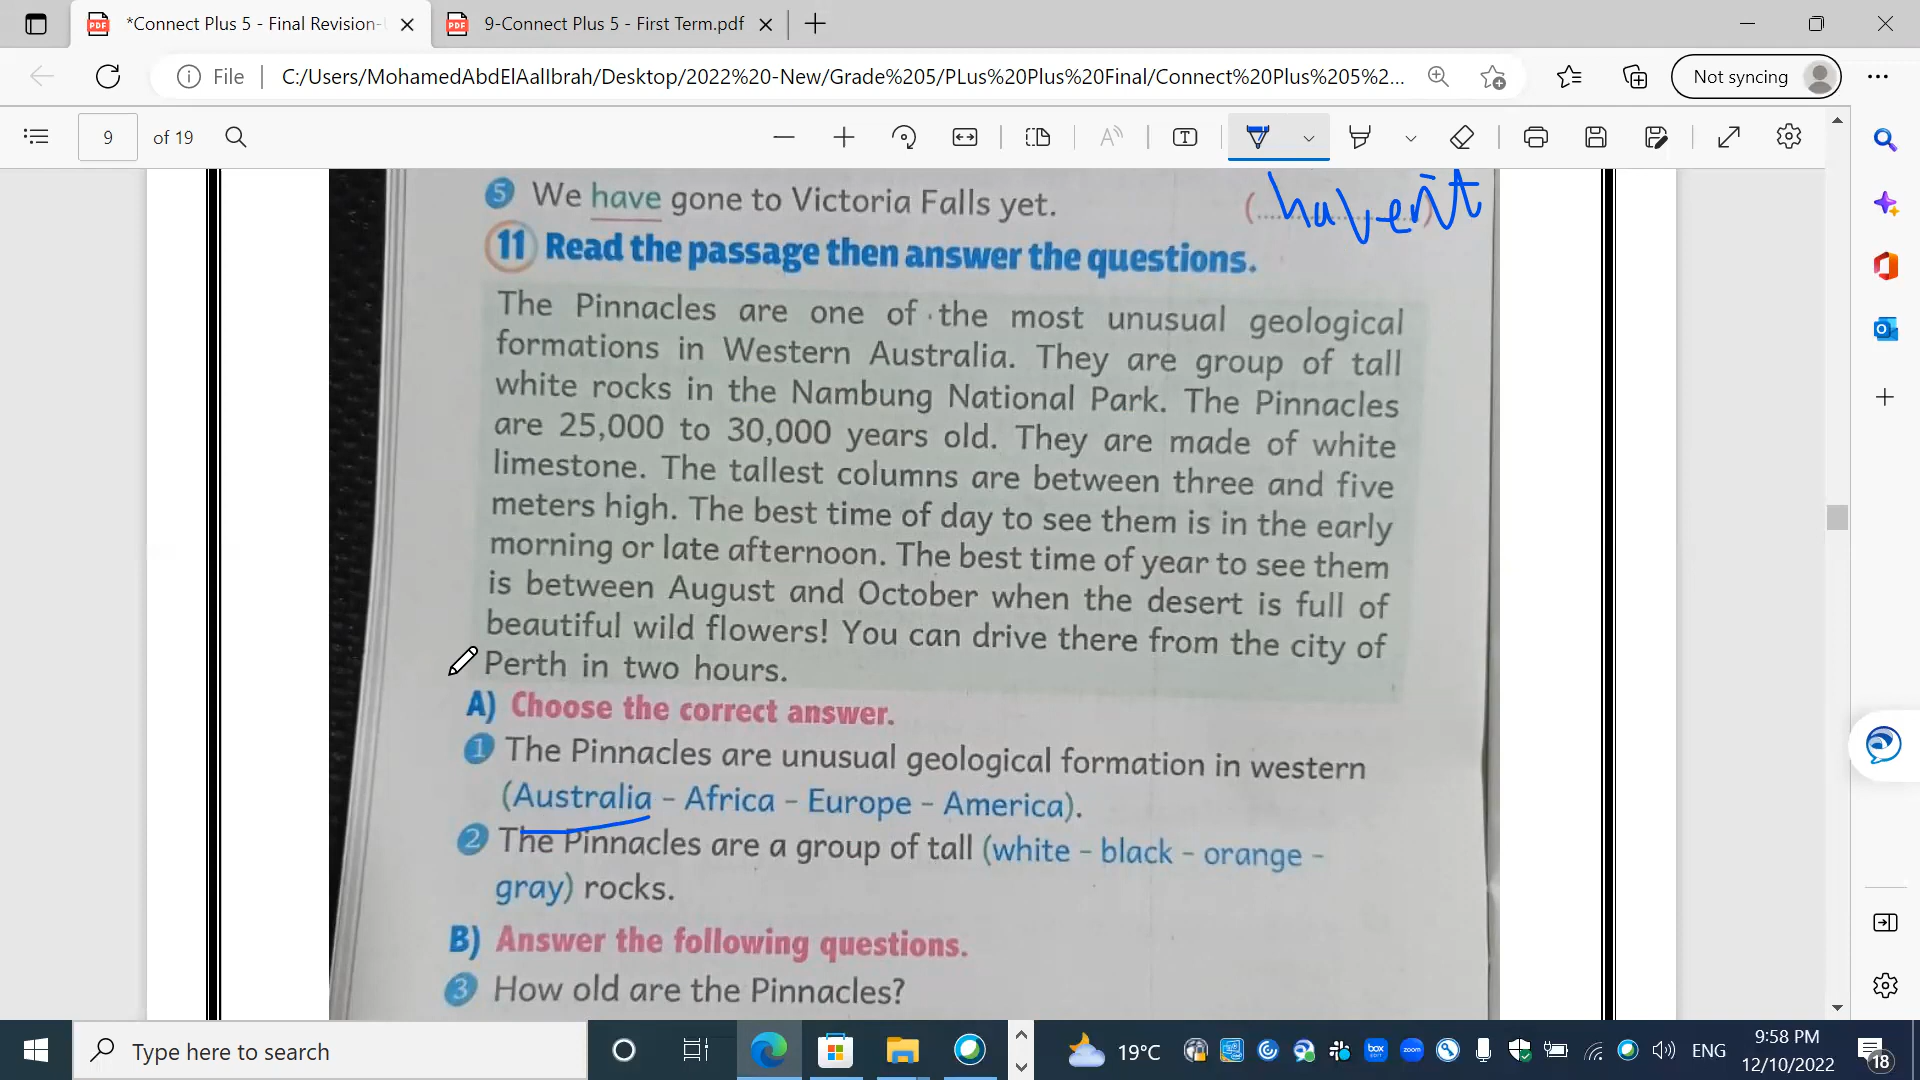 *Connect Plus 5 - Final Revision-
9-Connect Plus 5 - First Term.pdf
File
C:/Users/MohamedAbdElAalIbrah/Desktop/2022%20-New/Grade%205/PLus%20Plus%20Final/Connect%20Plus%205%2...
Not syncing
9 of 19
5 We have gone to Victoria Falls yet. (....................) haven't
11 Read the passage then answer the questions.
The Pinnacles are one of the most unusual geological
formations in Western Australia. They are group of tall
white rocks in the Nambung National Park. The Pinnacles
are 25,000 to 30,000 years old. They are made of white
limestone. The tallest columns are between three and five
meters high. The best time of day to see them is in the early
morning or late afternoon. The best time of year to see them
is between August and October when the desert is full of
beautiful wild flowers! You can drive there from the city of
Perth in two hours.
A) Choose the correct answer.
1 The Pinnacles are unusual geological formation in western
(Australia - Africa - Europe - America).
2 The Pinnacles are a group of tall (white - black - orange -
gray) rocks.
B) Answer the following questions.
3 How old are the Pinnacles?
Type here to search
19°C
ENG
9:58 PM
12/10/2022
18